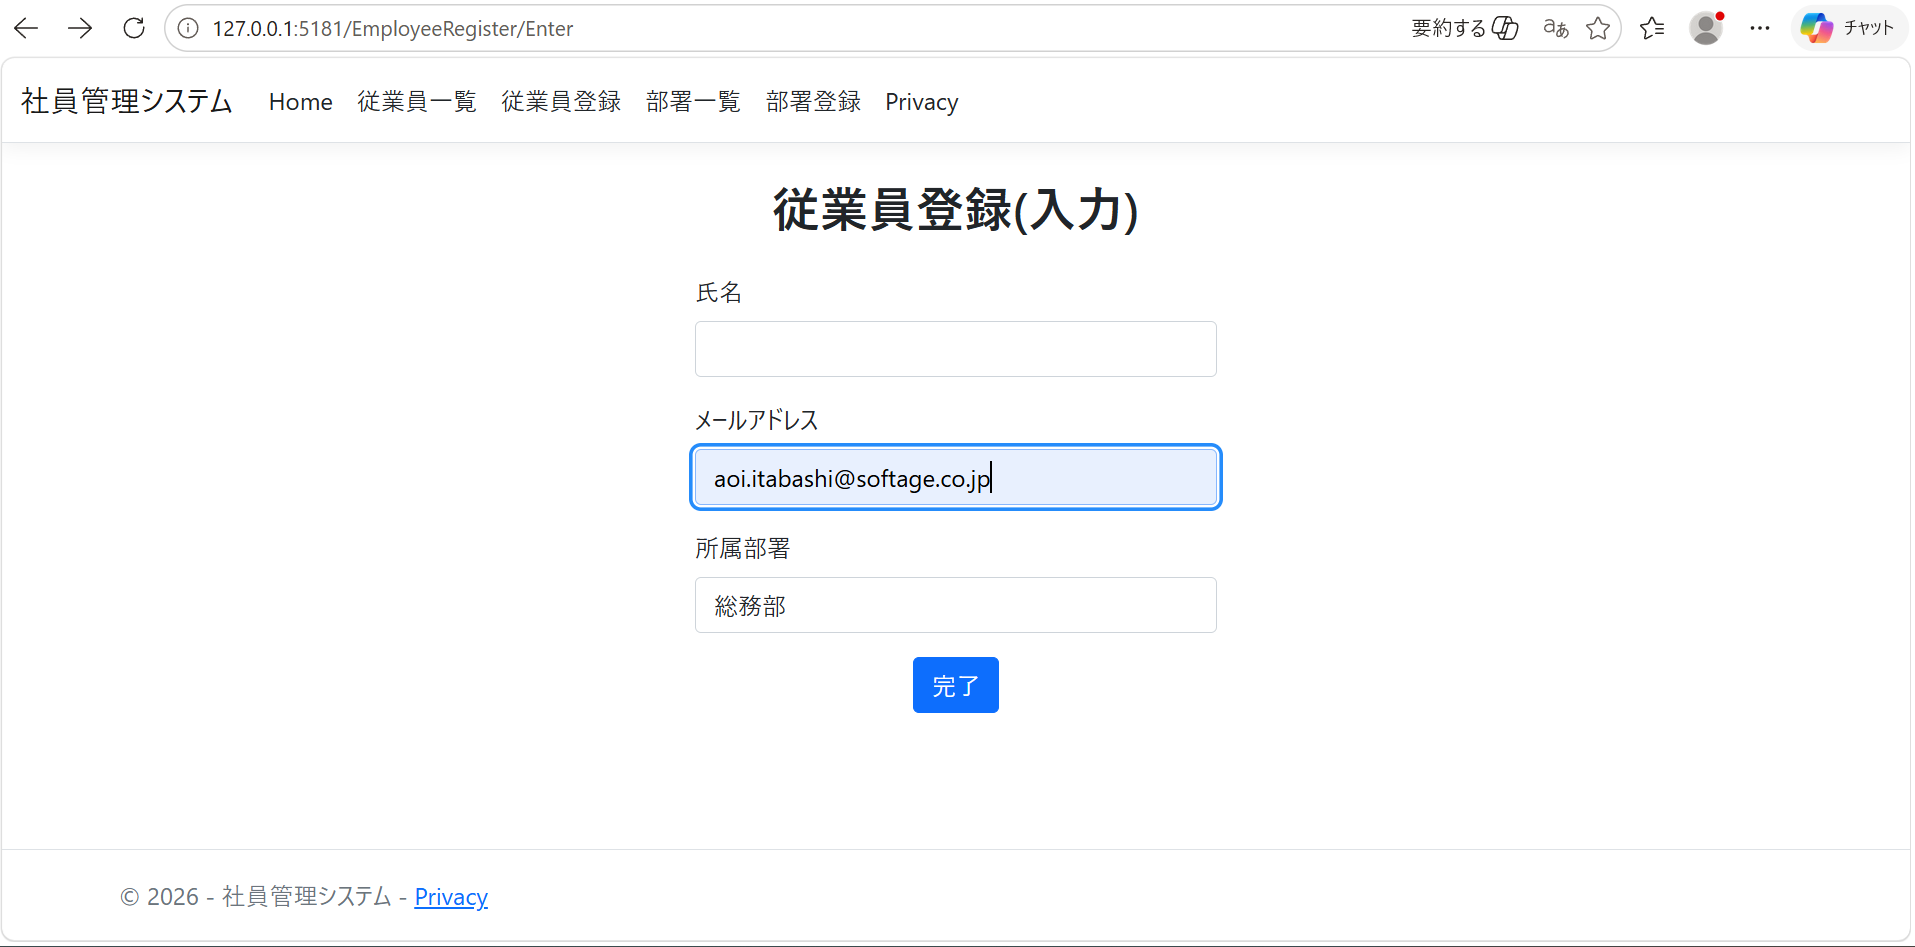 127.0.0.1:5181/EmployeeRegister/Enter 要約する aあ チャット
社員管理システム Home 従業員一覧 従業員登録 部署一覧 部署登録 Privacy
従業員登録(入力)
氏名
メールアドレス
aoi.itabashi@softage.co.jp
所属部署
総務部
完了
© 2026 - 社員管理システム - Privacy